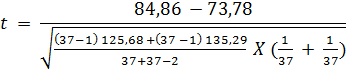 t = 84,86 − 73,78
√ (37−1) 125,68 +(37 −1) 135,29 / 37+37−2 X ( 1/37 + 1/37 )